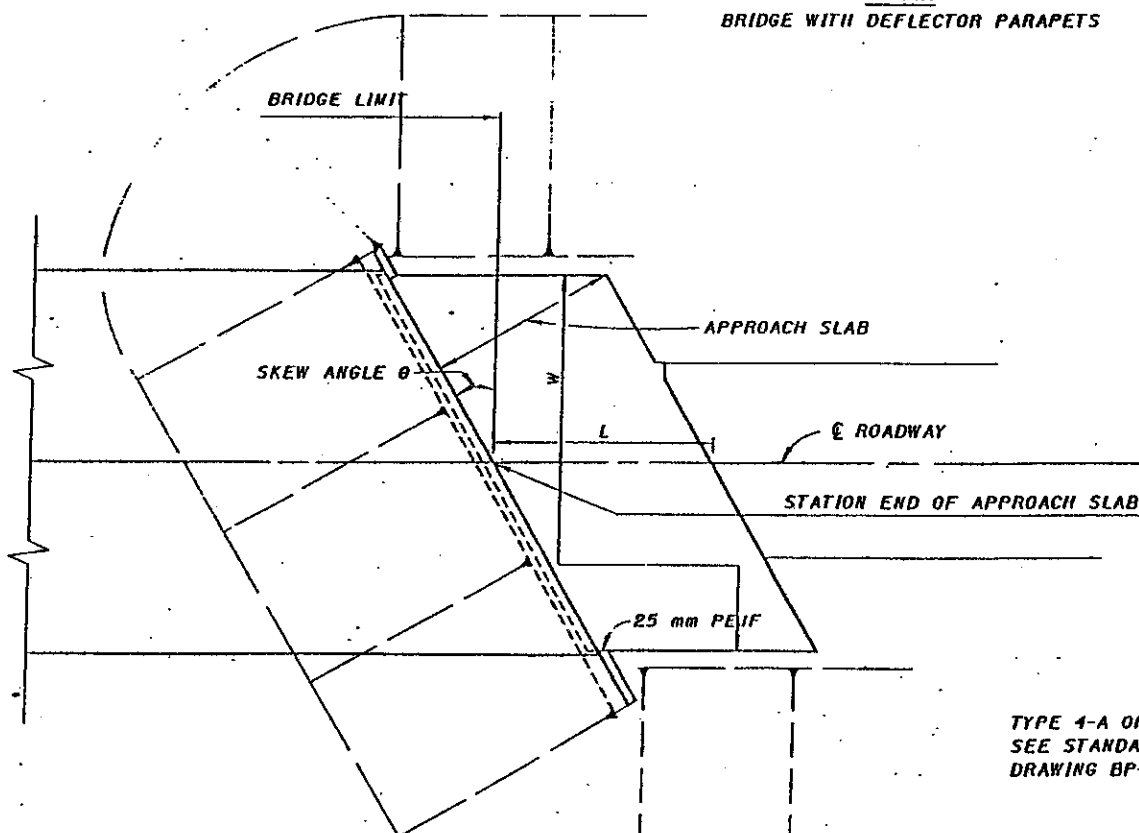 BRIDGE WITH DEFLECTOR PARAPETS
BRIDGE LIMIT
APPROACH SLAB
SKEW ANGLE θ
W
L
℄ ROADWAY
STATION END OF APPROACH SLAB
25 mm PEJF
TYPE 4-A
SEE
DRAWING